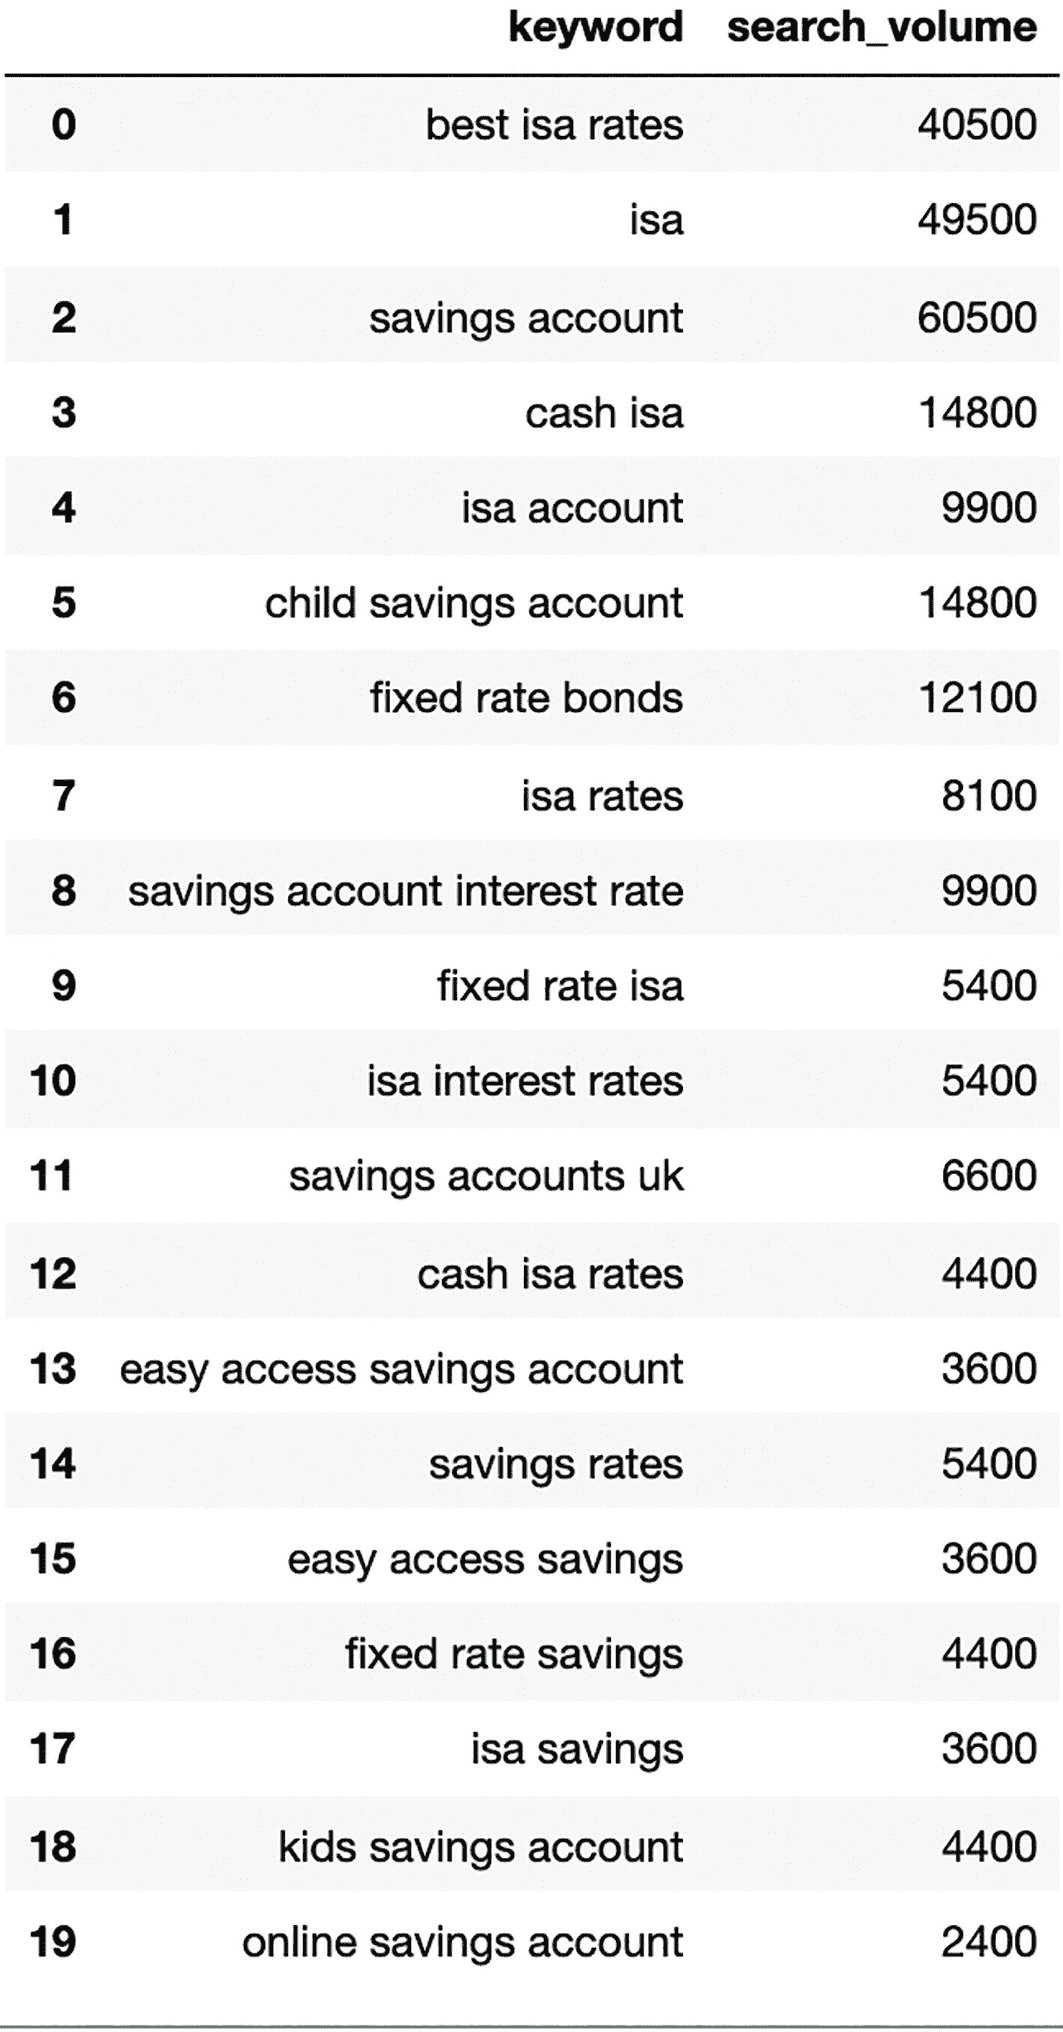 keyword search_volume
0 best isa rates 40500
1 isa 49500
2 savings account 60500
3 cash isa 14800
4 isa account 9900
5 child savings account 14800
6 fixed rate bonds 12100
7 isa rates 8100
8 savings account interest rate 9900
9 fixed rate isa 5400
10 isa interest rates 5400
11 savings accounts uk 6600
12 cash isa rates 4400
13 easy access savings account 3600
14 savings rates 5400
15 easy access savings 3600
16 fixed rate savings 4400
17 isa savings 3600
18 kids savings account 4400
19 online savings account 2400